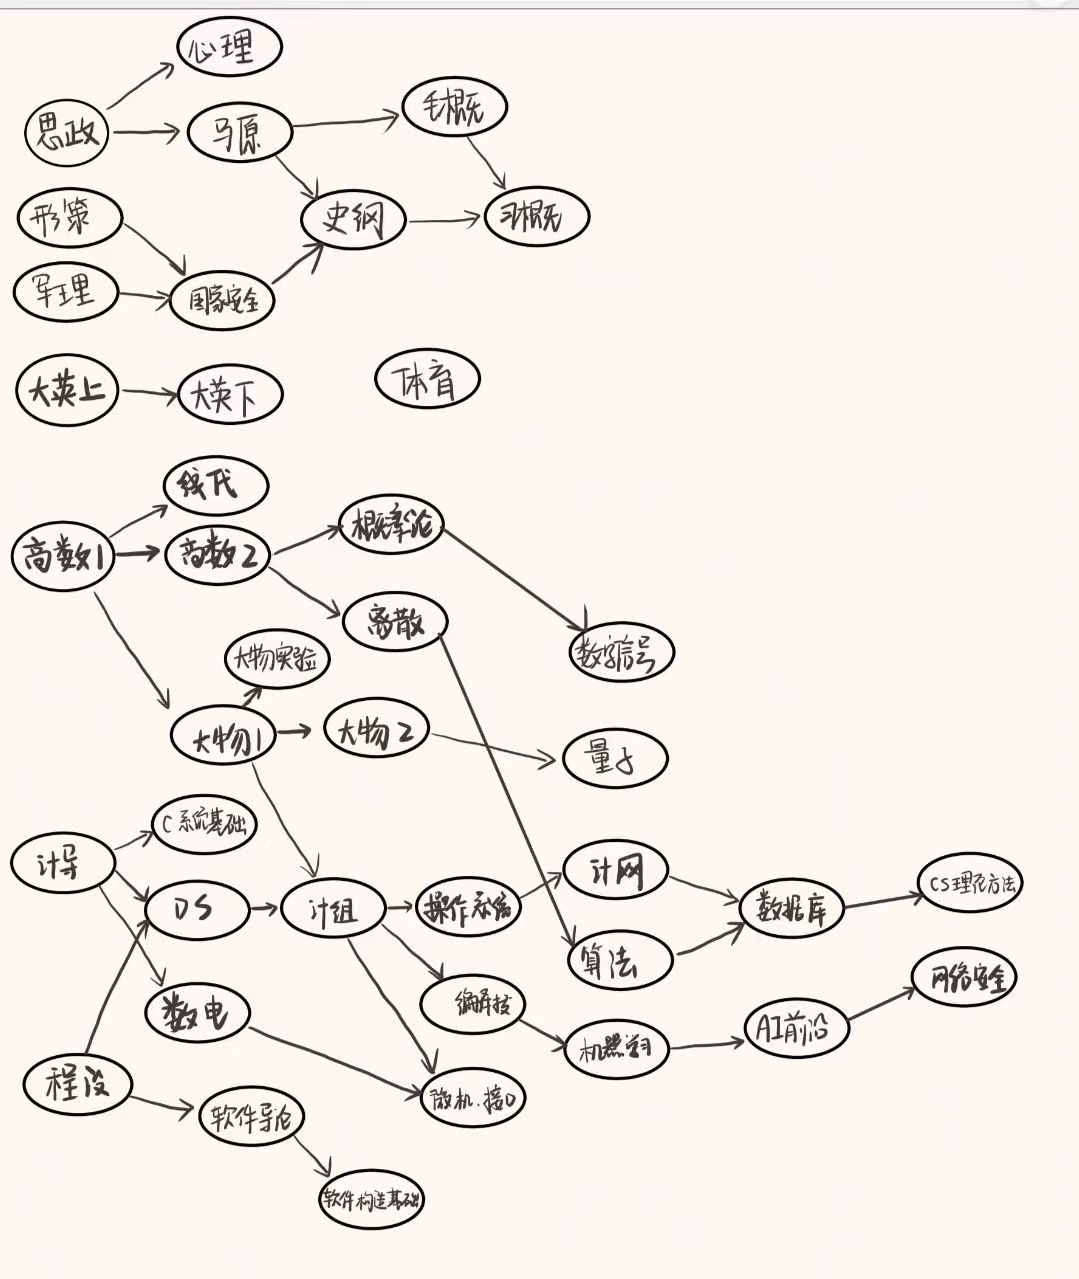 心理
思政
马原
毛概
形策
史纲
习概
军理
国家安全
大英上
大英下
体育
线代
高数1
高数2
概率论
离散
大物实验
数字信号
大物1
大物2
量子
C系统基础
计导
DS
计组
操作系统
计网
数据库
CS理论方法
算法
数电
编译技
机器学习
AI前沿
网络安全
程设
软件导论
微机.接口
软件构造基础